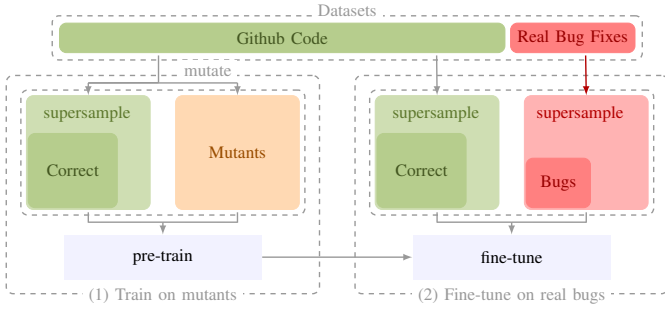 Datasets
Github Code
Real Bug Fixes
mutate
supersample
Correct
Mutants
supersample
Correct
supersample
Bugs
pre-train
fine-tune
(1) Train on mutants
(2) Fine-tune on real bugs